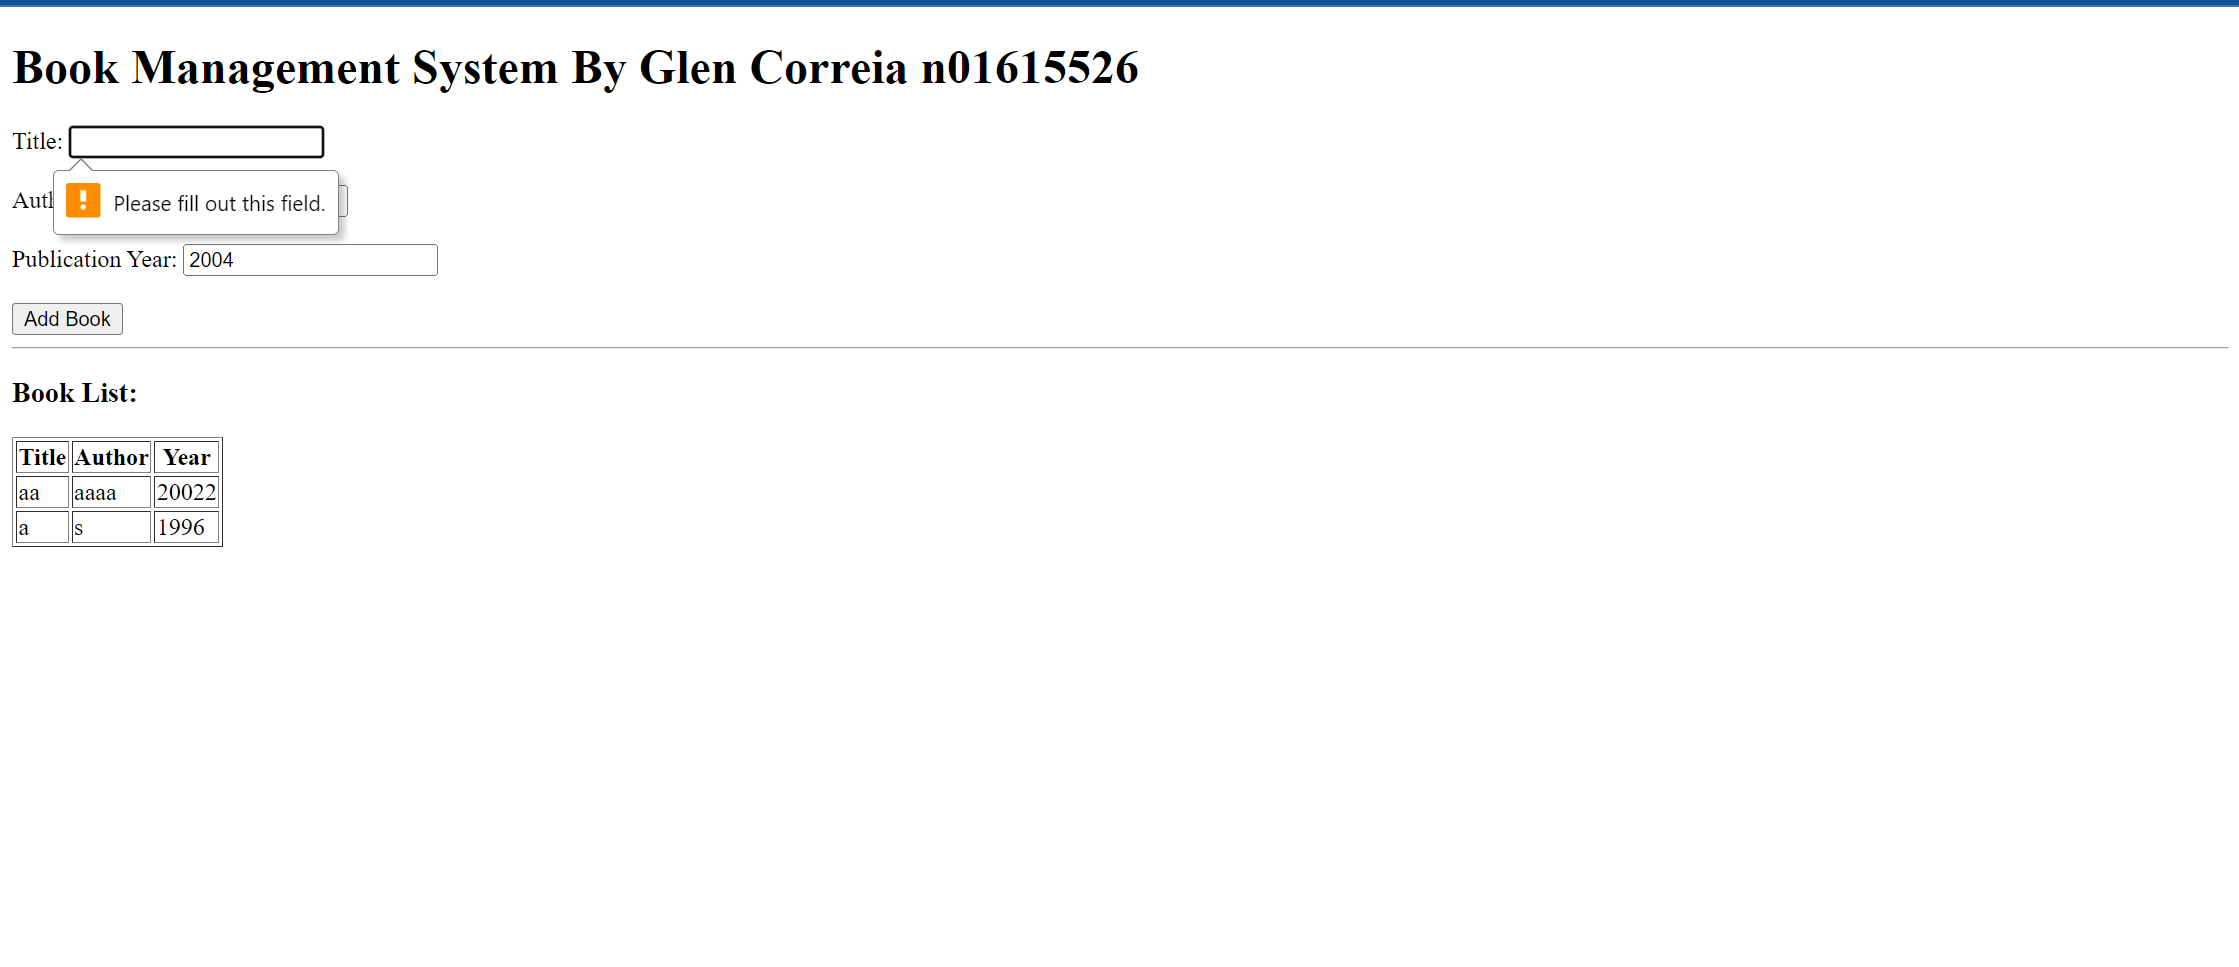 Book Management System By Glen Correia n01615526
Title:
Please fill out this field.
Publication Year: 2004
Add Book
Book List:
Title Author Year
aa aaaa 20022
a s 1996